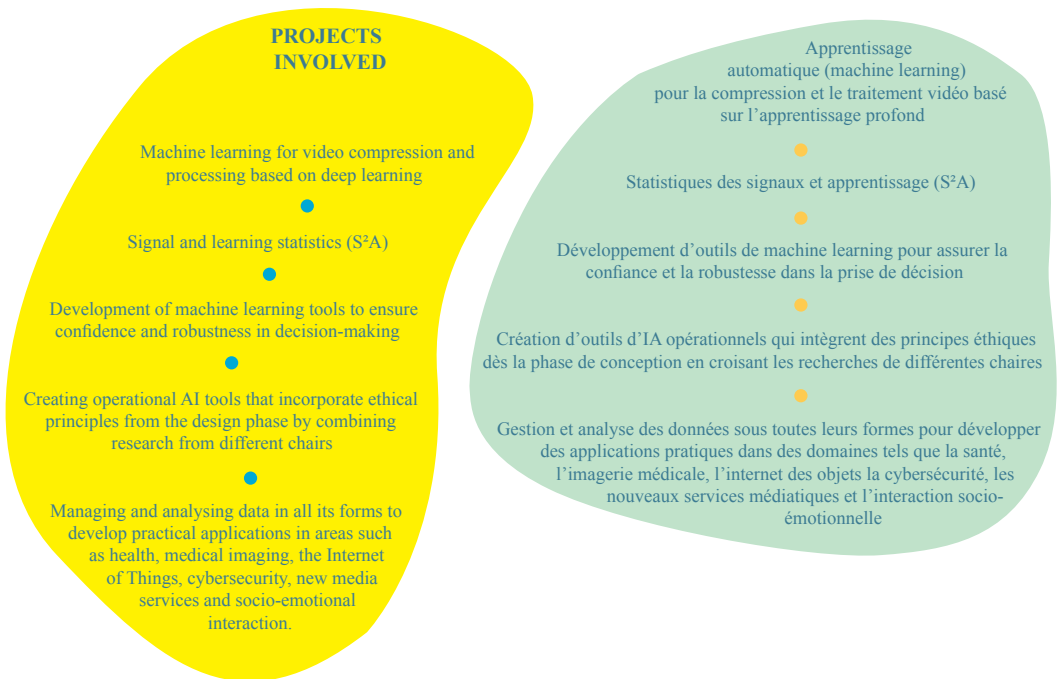 PROJECTS
INVOLVED
Machine learning for video compression and
processing based on deep learning
Signal and learning statistics (S²A)
Development of machine learning tools to ensure
confidence and robustness in decision-making
Creating operational AI tools that incorporate ethical
principles from the design phase by combining
research from different chairs
Managing and analysing data in all its forms to
develop practical applications in areas such
as health, medical imaging, the Internet
of Things, cybersecurity, new media
services and socio-emotional
interaction.
Apprentissage
automatique (machine learning)
pour la compression et le traitement vidéo basé
sur l’apprentissage profond
Statistiques des signaux et apprentissage (S²A)
Développement d’outils de machine learning pour assurer la
confiance et la robustesse dans la prise de décision
Création d’outils d’IA opérationnels qui intègrent des principes éthiques
dès la phase de conception en croisant les recherches de différentes chaires
Gestion et analyse des données sous toutes leurs formes pour développer
des applications pratiques dans des domaines tels que la santé,
l’imagerie médicale, l’internet des objets la cybersécurité, les
nouveaux services médiatiques et l’interaction socio-
émotionnelle